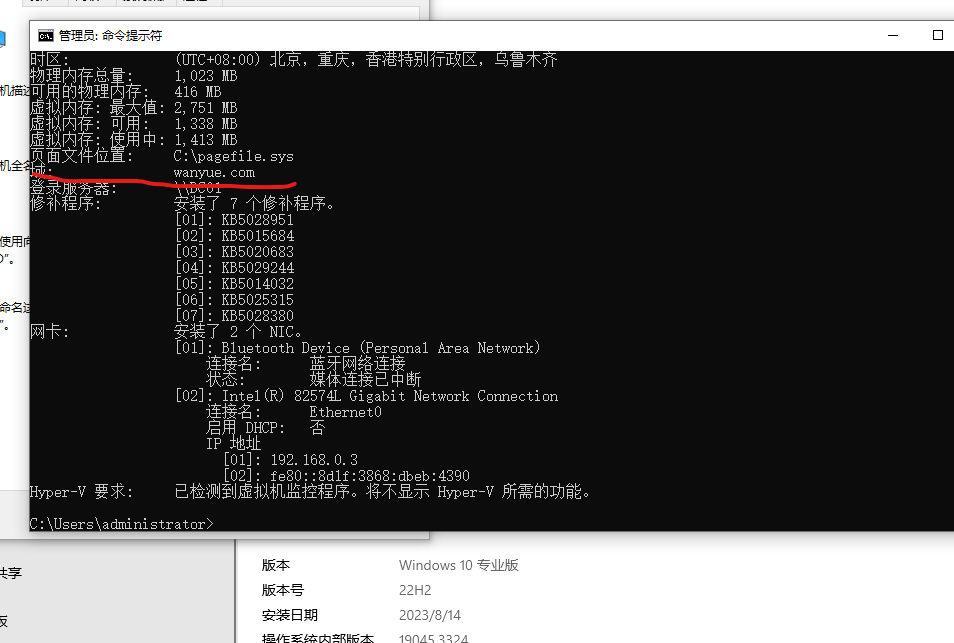 管理员: 命令提示符
时区: (UTC+08:00) 北京，重庆，香港特别行政区，乌鲁木齐
物理内存总量: 1,023 MB
可用的物理内存: 416 MB
虚拟内存: 最大值: 2,751 MB
虚拟内存: 可用: 1,338 MB
虚拟内存: 使用中: 1,413 MB
页面文件位置: C:\pagefile.sys
域: wanyue.com
登录服务器: \\DC01
修补程序: 安装了 7 个修补程序。
[01]: KB5028951
[02]: KB5015684
[03]: KB5020683
[04]: KB5029244
[05]: KB5014032
[06]: KB5025315
[07]: KB5028380
网卡: 安装了 2 个 NIC。
[01]: Bluetooth Device (Personal Area Network)
连接名: 蓝牙网络连接
状态: 媒体连接已中断
[02]: Intel(R) 82574L Gigabit Network Connection
连接名: Ethernet0
启用 DHCP: 否
IP 地址
[01]: 192.168.0.3
[02]: fe80::8d1f:3868:dbeb:4390
Hyper-V 要求: 已检测到虚拟机监控程序。将不显示 Hyper-V 所需的功能。
C:\Users\administrator>
机描述
机全名
使用向
"。
命名这
"。
共享
版本 Windows 10 专业版
版本号 22H2
安装日期 2023/8/14
操作系统内部版本 19045.3324